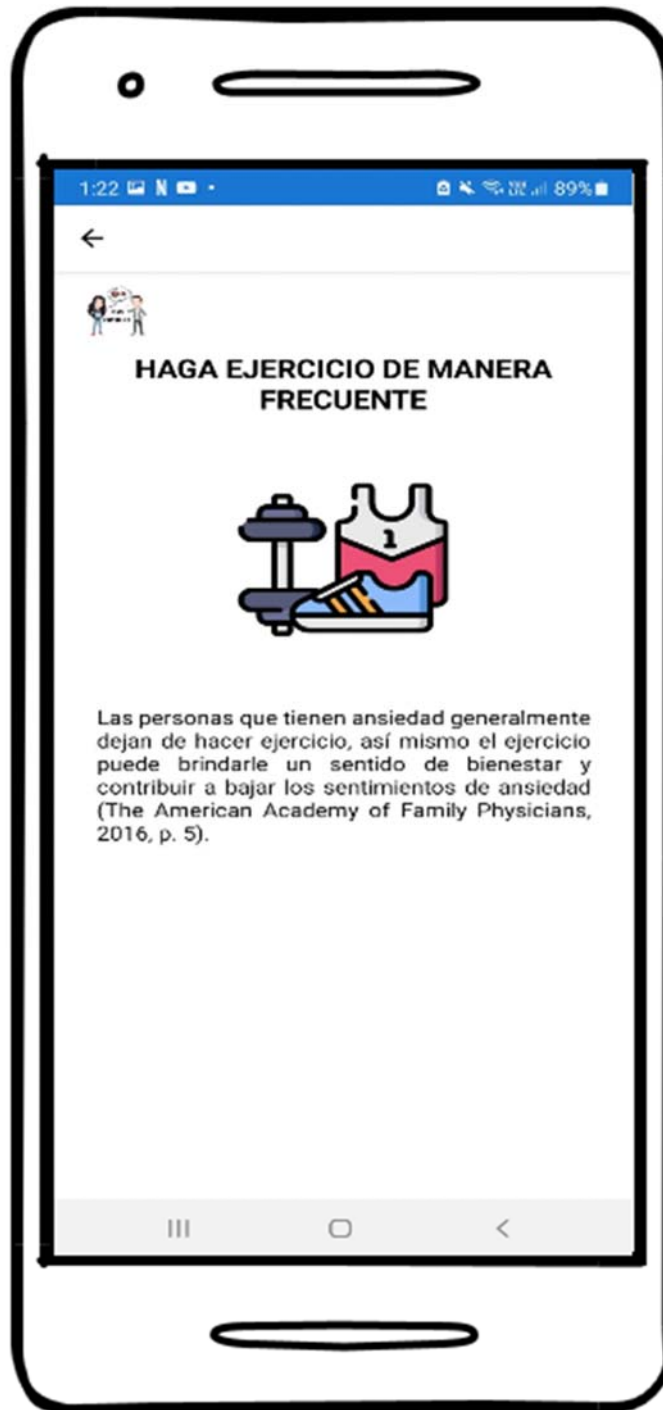 1:22 N
89%
HAGA EJERCICIO DE MANERA
FRECUENTE
1
Las personas que tienen ansiedad generalmente
dejan de hacer ejercicio, así mismo el ejercicio
puede brindarle un sentido de bienestar y
contribuir a bajar los sentimientos de ansiedad
(The American Academy of Family Physicians,
2016, p. 5).